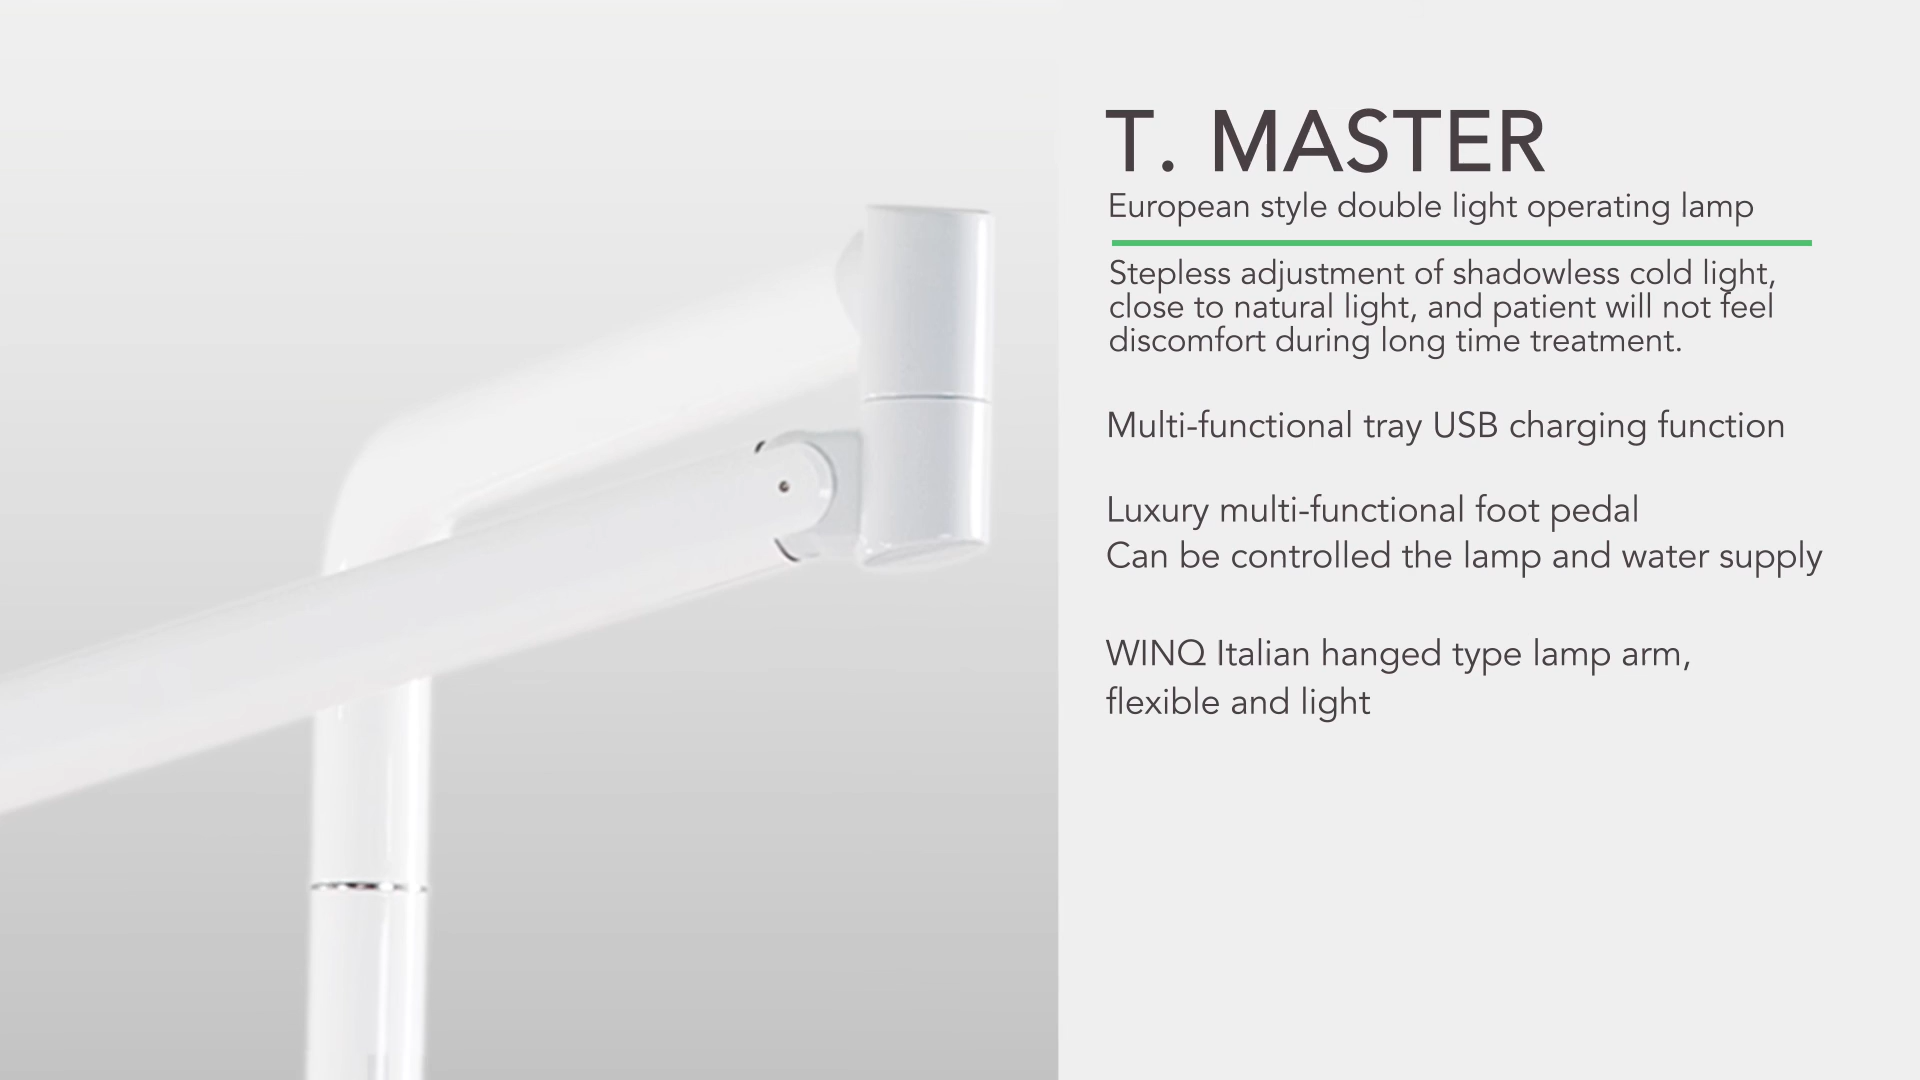 T. MASTER
European style double light operating lamp
Stepless adjustment of shadowless cold light,
close to natural light, and patient will not feel
discomfort during long time treatment.
Multi-functional tray USB charging function
Luxury multi-functional foot pedal
Can be controlled the lamp and water supply
WINQ Italian hanged type lamp arm,
flexible and light